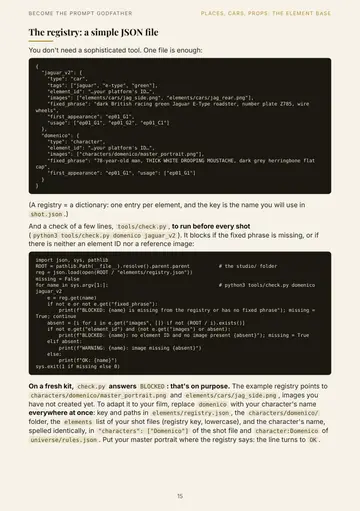 BECOME THE PROMPT GODFATHER
PLACES, CARS, PROPS: THE ELEMENT BASE
The registry: a simple JSON file
You don't need a sophisticated tool. One file is enough:
{
"jaguar_v2": {
"type": "car",
"tags": ["jaguar", "e-type", "green"],
"element_id": "…your platform's ID…",
"images": ["elements/cars/jag_side.png", "elements/cars/jag_rear.png"],
"fixed_phrase": "dark British racing green Jaguar E-Type roadster, number plate 2785, wire
wheels",
"first_appearance": "ep01_G1",
"usage": ["ep01_G1", "ep01_G2", "ep01_C1"]
},
"domenico": {
"type": "character",
"element_id": "…your platform's ID…",
"images": ["characters/domenico/master_portrait.png"],
"fixed_phrase": "78-year-old man, THICK WHITE DROOPING MOUSTACHE, dark grey herringbone flat
cap",
"first_appearance": "ep01_G1", "usage": ["ep01_G1"]
}
}
(A registry = a dictionary: one entry per element, and the key is the name you will use in
shot.json.)
And a check of a few lines, tools/check.py, to run before every shot
(python3 tools/check.py domenico jaguar_v2). It blocks if the fixed phrase is missing, or if
there is neither an element ID nor a reference image:
import json, sys, pathlib
ROOT = pathlib.Path(__file__).resolve().parent.parent # the studio/ folder
reg = json.load(open(ROOT / "elements/registry.json"))
missing = False
for name in sys.argv[1:]: # python3 tools/check.py domenico
jaguar_v2
e = reg.get(name)
if not e or not e.get("fixed_phrase"):
print(f"BLOCKED: {name} is missing from the registry or has no fixed phrase"); missing =
True; continue
absent = [i for i in e.get("images", []) if not (ROOT / i).exists()]
if not e.get("element_id") and (not e.get("images") or absent):
print(f"BLOCKED: {name}: no element ID and no image present {absent}"); missing = True
elif absent:
print(f"WARNING: {name}: image missing {absent}")
else:
print(f"OK: {name}")
sys.exit(1 if missing else 0)
On a fresh kit, check.py answers BLOCKED: that's on purpose. The example registry points to
characters/domenico/master_portrait.png and elements/cars/jag_side.png, images you
have not created yet. To adapt it to your film, replace domenico with your character's name
everywhere at once: key and paths in elements/registry.json, the characters/domenico/
folder, the elements list of your shot files (registry key, lowercase), and the character's name,
spelled identically, in "characters": ["Domenico"] of the shot file and character:Domenico of
universe/rules.json. Put your master portrait where the registry says: the line turns to OK.
15